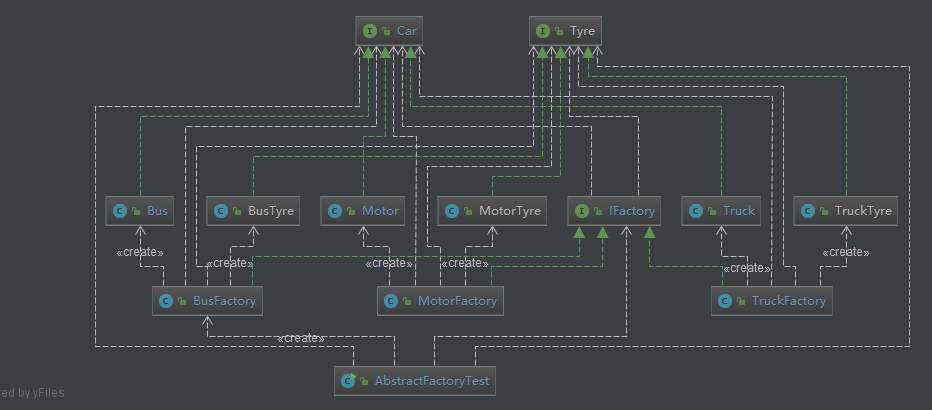 I Car
I Tyre
C Bus
C BusTyre
C Motor
C MotorTyre
I IFactory
C Truck
C TruckTyre
«create»
«create»
«create»
«create»
«create»
«create»
C BusFactory
C MotorFactory
C TruckFactory
«create»
C AbstractFactoryTest
red by yFiles